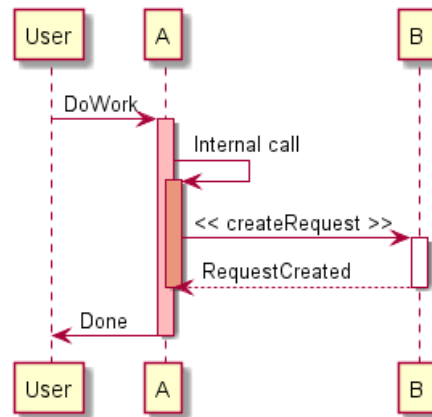 User A B
DoWork
Internal call
<< createRequest >>
RequestCreated
Done
User A B